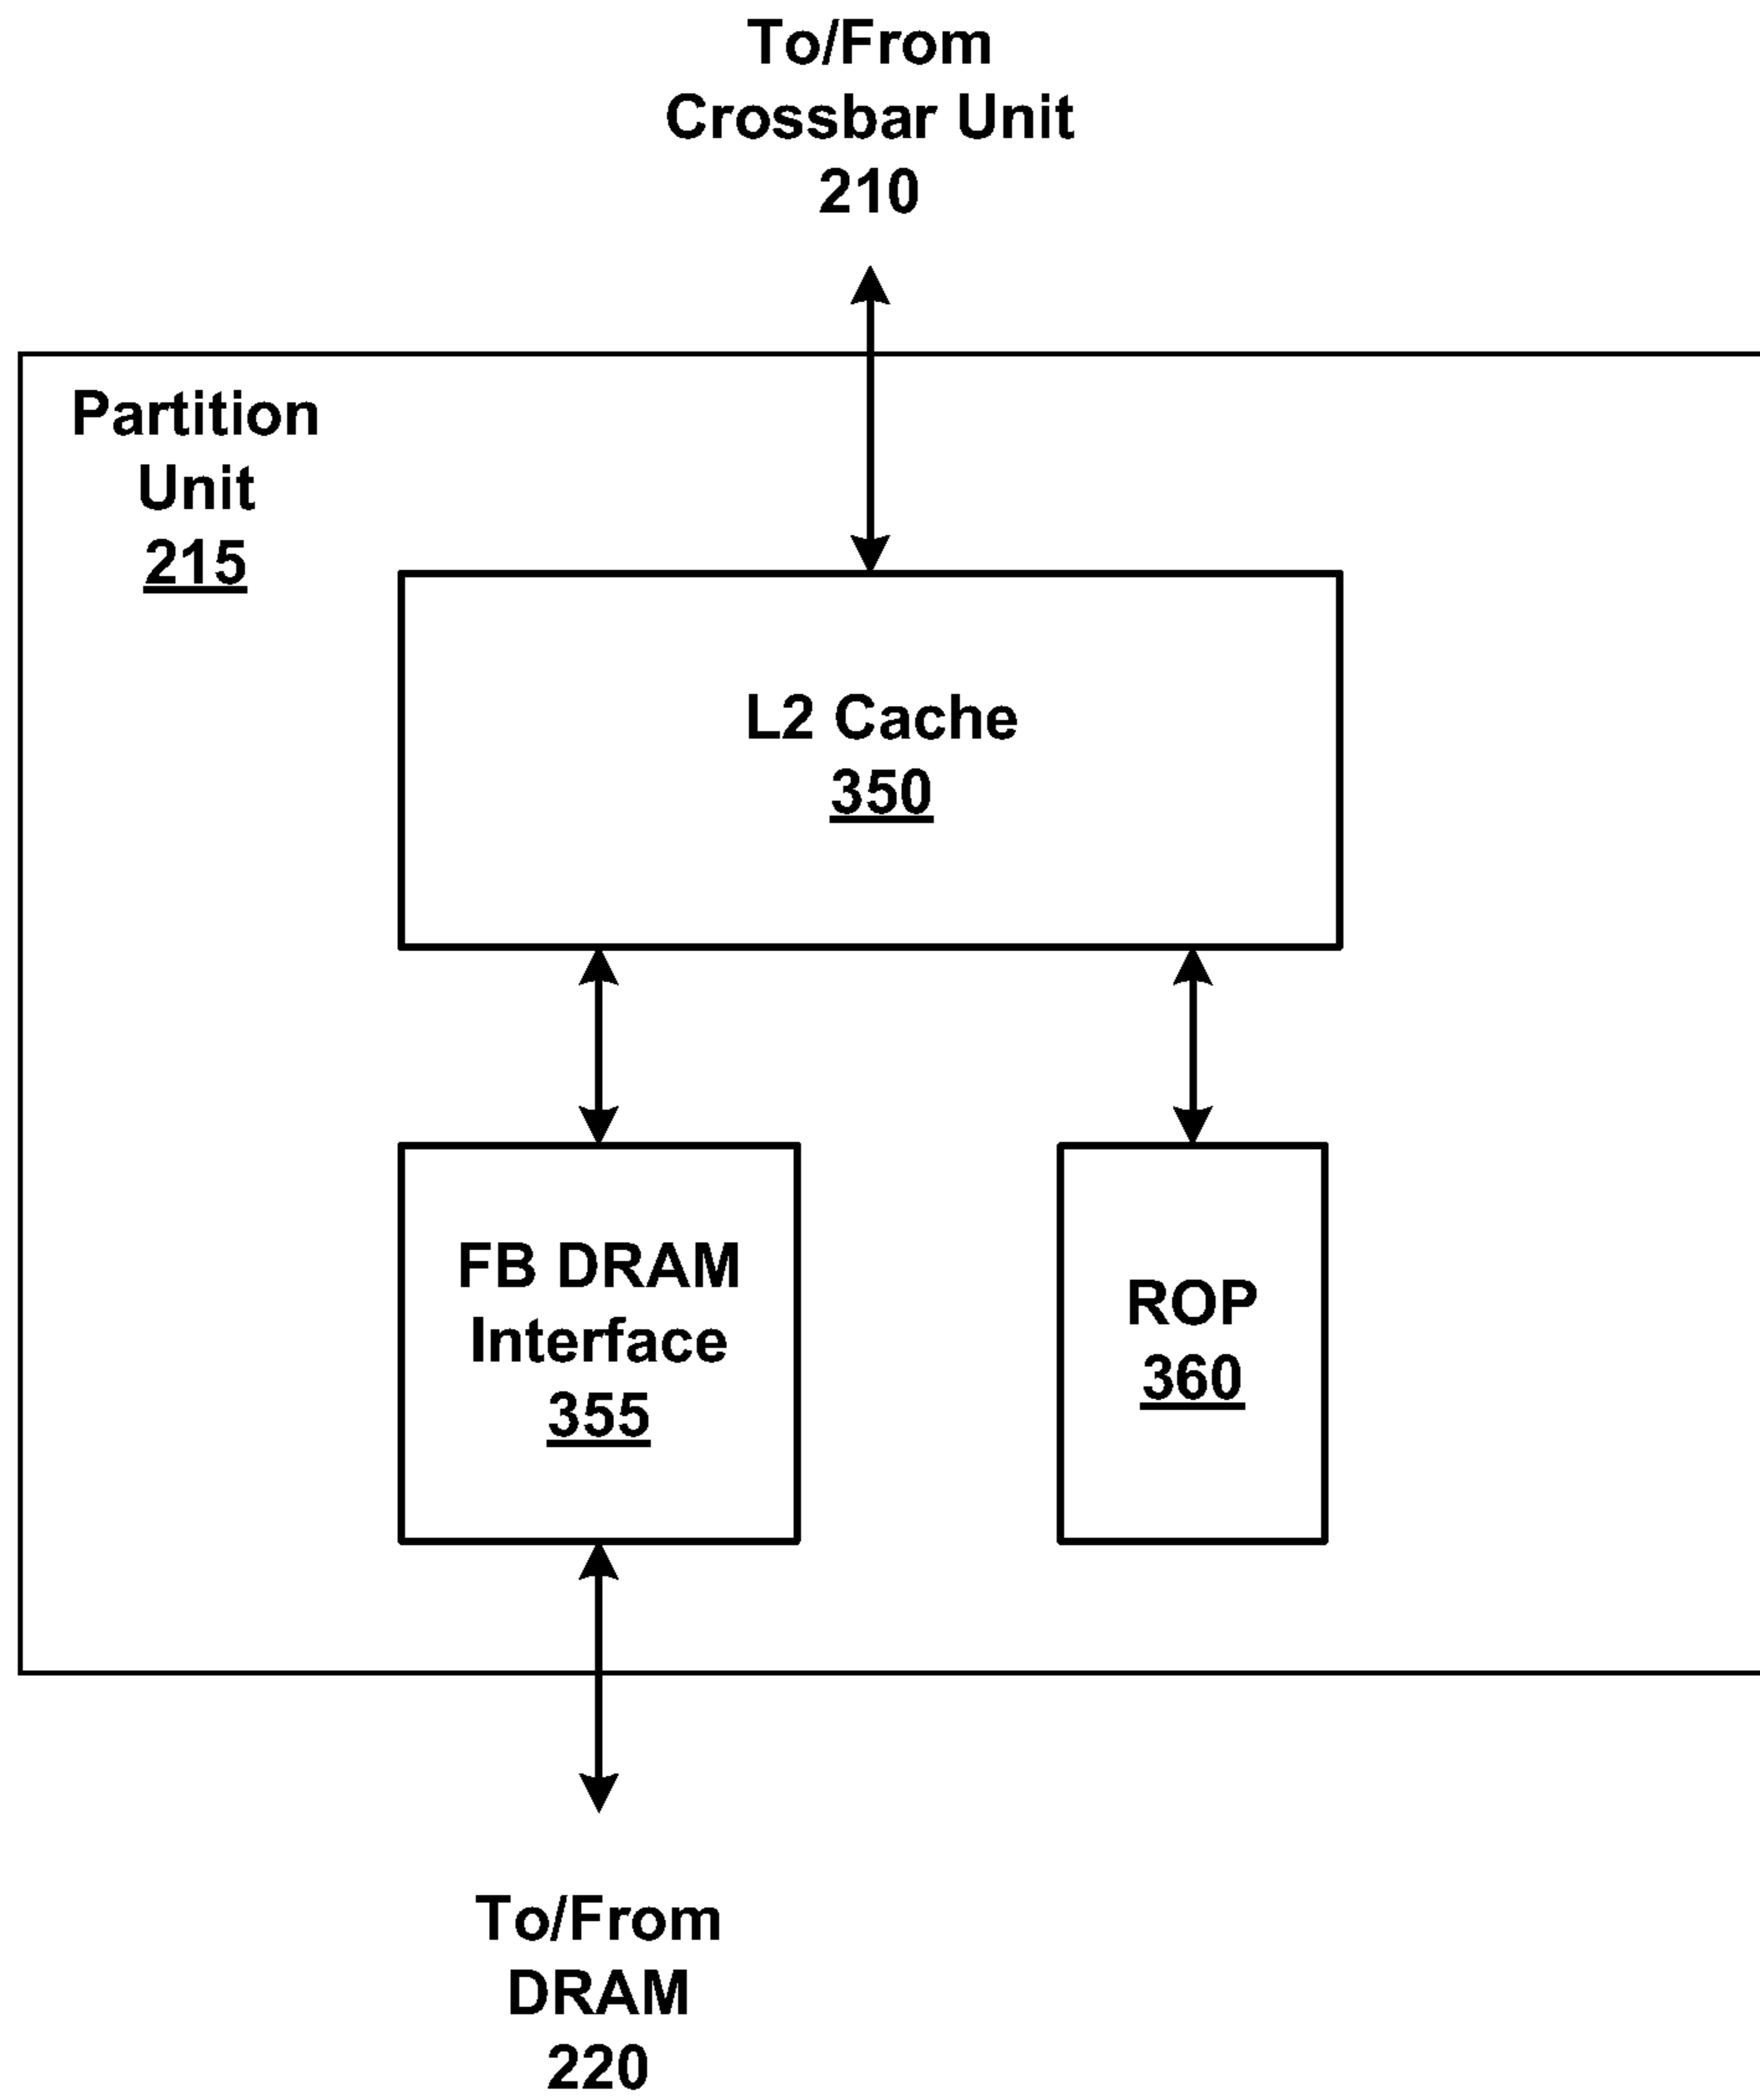 To/From
Crossbar Unit
210
Partition
Unit
215
L2 Cache
350
FB DRAM
Interface
355
ROP
360
To/From
DRAM
220